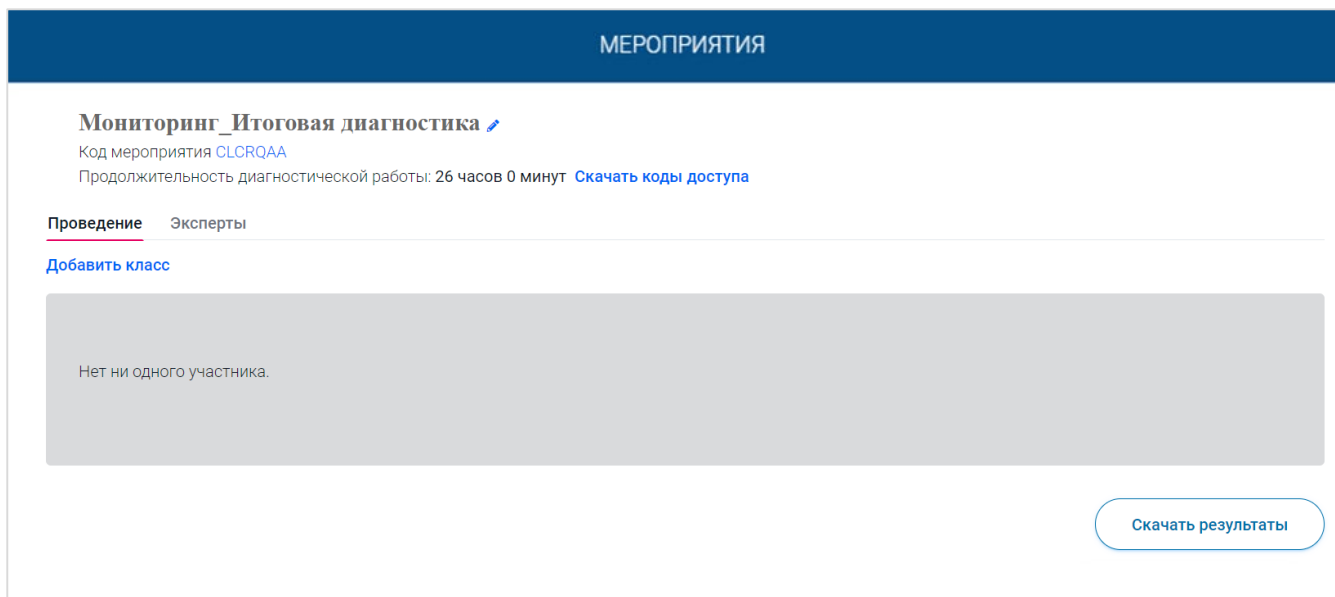 МЕРОПРИЯТИЯ
Мониторинг_Итоговая диагностика
Код мероприятия CLCRQAA
Продолжительность диагностической работы: 26 часов 0 минут Скачать коды доступа
Проведение Эксперты
Добавить класс
Нет ни одного участника.
Скачать результаты